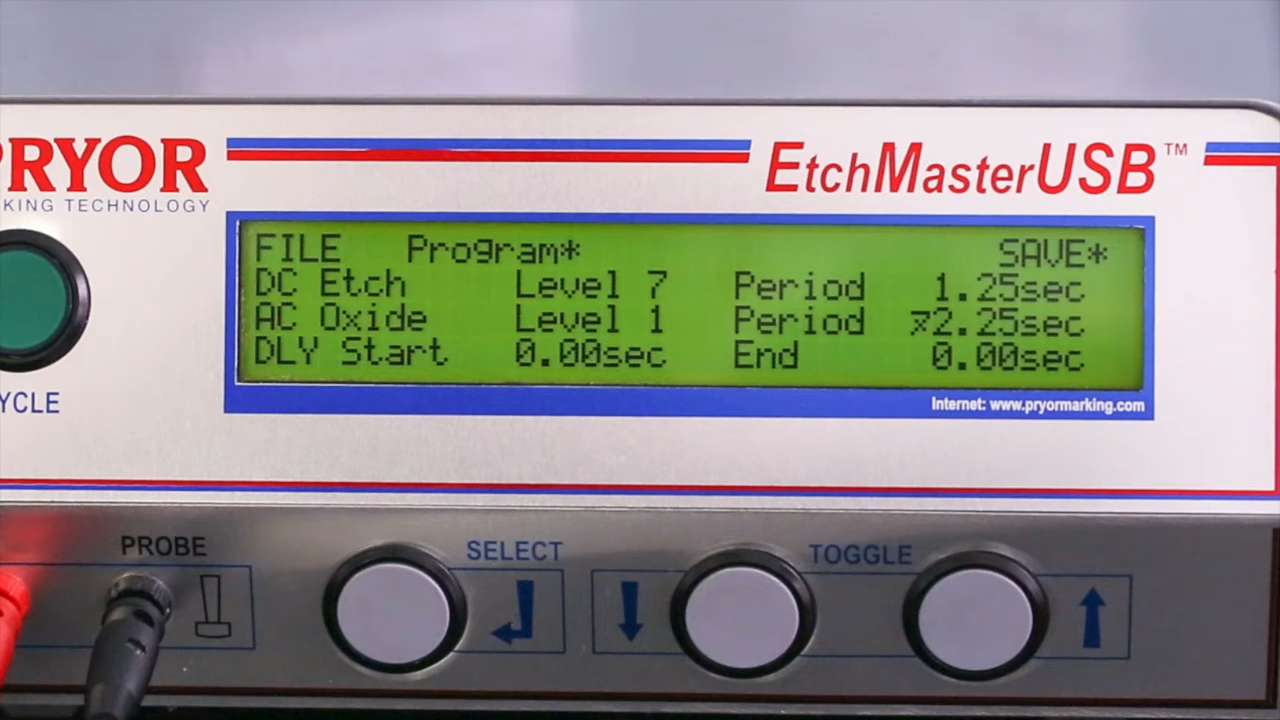 PRYOR
KING TECHNOLOGY
EtchMasterUSB™
FILE Program* SAVE*
DC Etch Level 7 Period 1.25sec
AC Oxide Level 1 Period 2.25sec
DLY Start 0.00sec End 0.00sec
Internet: www.pryormarking.com
YCLE
PROBE
SELECT
TOGGLE